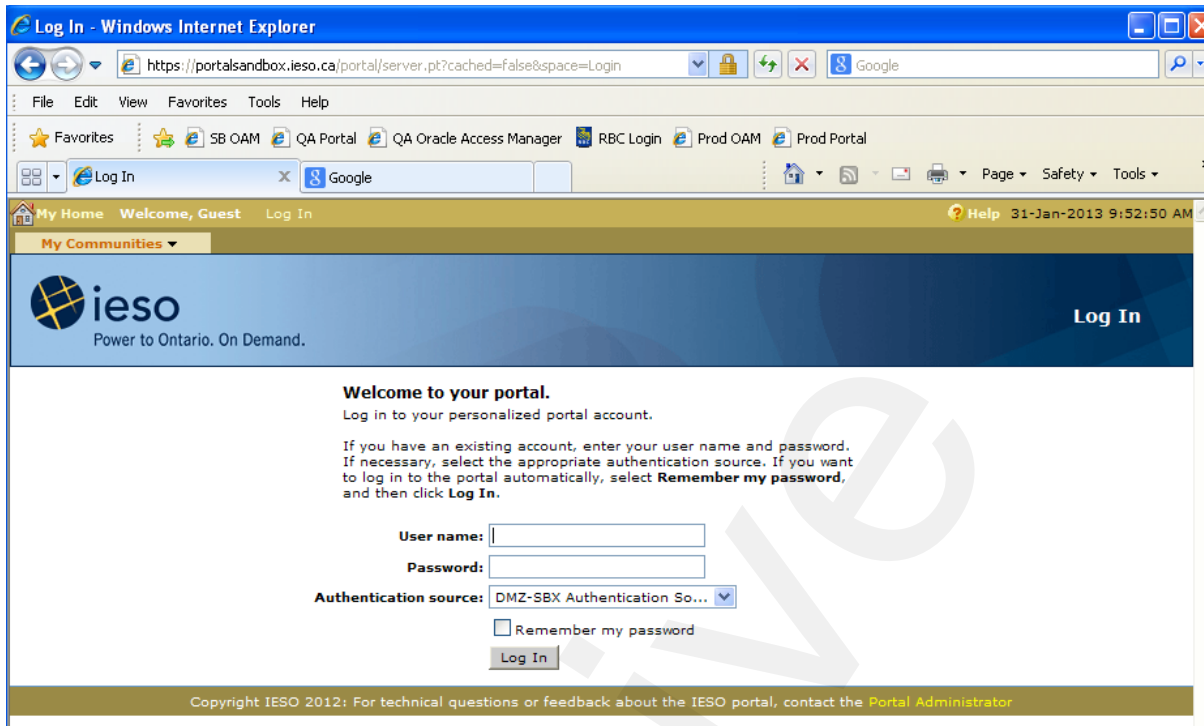 Log In - Windows Internet Explorer
https://portalsandbox.ieso.ca/portal/server.pt?cached=false&space=Login
Google
File Edit View Favorites Tools Help
Favorites SB OAM QA Portal QA Oracle Access Manager RBC Login Prod OAM Prod Portal
Log In Google Page Safety Tools
My Home Welcome, Guest Log In Help 31-Jan-2013 9:52:50 AM
My Communities
ieso
Power to Ontario. On Demand.
Log In
Welcome to your portal.
Log in to your personalized portal account.
If you have an existing account, enter your user name and password.
If necessary, select the appropriate authentication source. If you want
to log in to the portal automatically, select Remember my password,
and then click Log In.
User name:
Password:
Authentication source: DMZ-SBX Authentication So...
Remember my password
Log In
Copyright IESO 2012: For technical questions or feedback about the IESO portal, contact the Portal Administrator